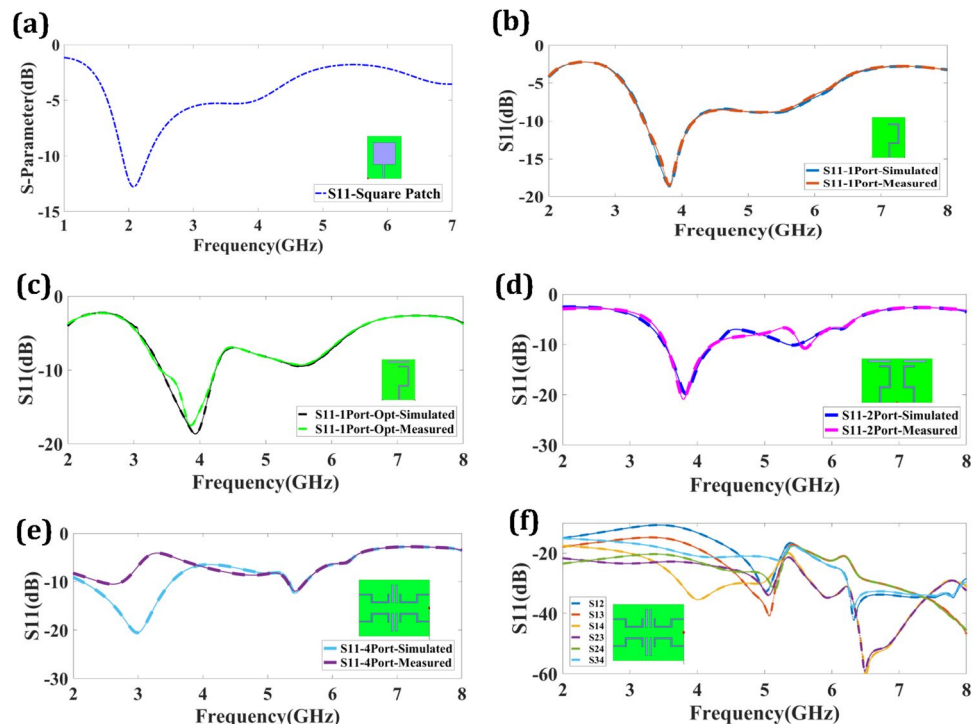 (a)
0
-5
-10
-15
S-Parameter(dB)
S11-Square Patch
1 2 3 4 5 6 7
Frequency(GHz)
(b)
0
-5
-10
-15
-20
S11(dB)
S11-1Port-Simulated
S11-1Port-Measured
2 3 4 5 6 7 8
Frequency(GHz)
(c)
0
-10
-20
S11(dB)
S11-1Port-Opt-Simulated
S11-1Port-Opt-Measured
2 3 4 5 6 7 8
Frequency(GHz)
(d)
0
-10
-20
-30
S11(dB)
S11-2Port-Simulated
S11-2Port-Measured
2 3 4 5 6 7 8
Frequency(GHz)
(e)
0
-10
-20
-30
S11(dB)
S11-4Port-Simulated
S11-4Port-Measured
2 3 4 5 6 7 8
Frequency(GHz)
(f)
-20
-40
-60
S11(dB)
S12
S13
S14
S23
S24
S34
2 3 4 5 6 7 8
Frequency(GHz)